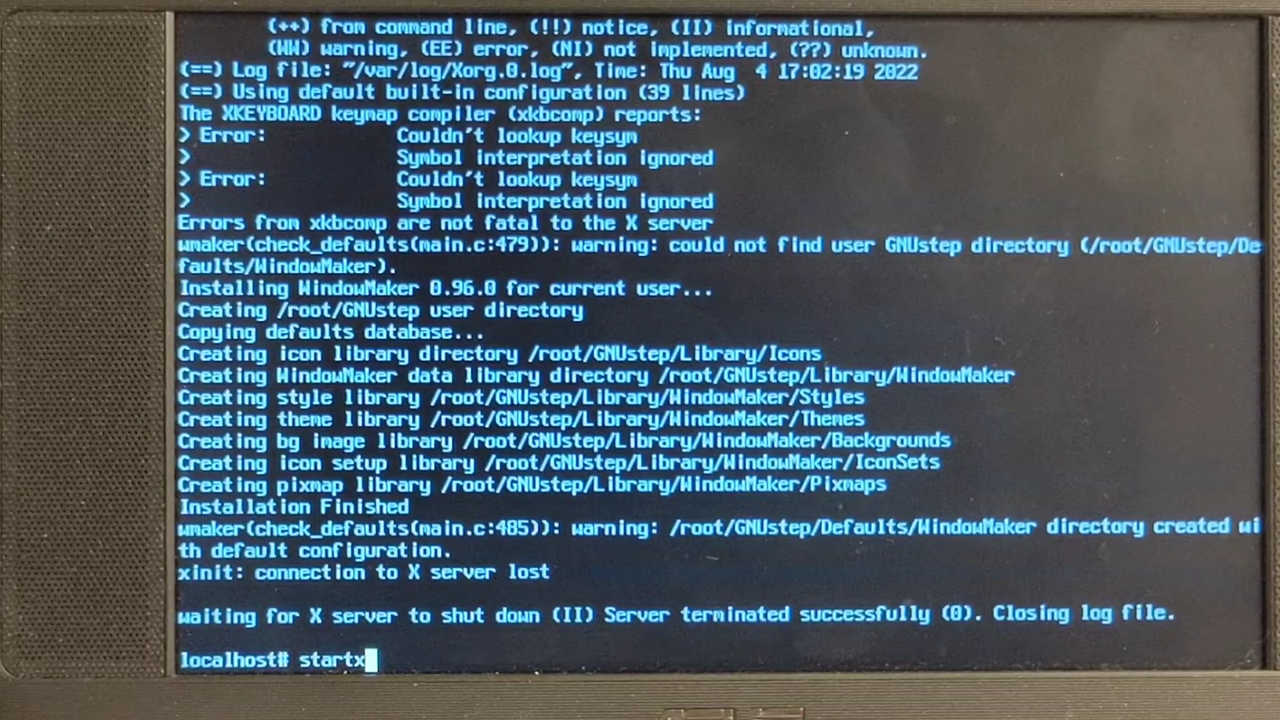 (++) from command line, (!!) notice, (II) informational,
(WW) warning, (EE) error, (NI) not implemented, (??) unknown.
(==) Log file: "/var/log/Xorg.0.log", Time: Thu Aug  4 17:02:19 2022
(==) Using default built-in configuration (39 lines)
The XKEYBOARD keymap compiler (xkbcomp) reports:
> Error:            Couldn't lookup keysym
>                   Symbol interpretation ignored
> Error:            Couldn't lookup keysym
>                   Symbol interpretation ignored
Errors from xkbcomp are not fatal to the X server
wmaker(check_defaults(main.c:479)): warning: could not find user GNUstep directory (/root/GNUstep/De
faults/WindowMaker).
Installing WindowMaker 0.96.0 for current user...
Creating /root/GNUstep user directory
Copying defaults database...
Creating icon library directory /root/GNUstep/Library/Icons
Creating WindowMaker data library directory /root/GNUstep/Library/WindowMaker
Creating style library /root/GNUstep/Library/WindowMaker/Styles
Creating theme library /root/GNUstep/Library/WindowMaker/Themes
Creating bg image library /root/GNUstep/Library/WindowMaker/Backgrounds
Creating icon setup library /root/GNUstep/Library/WindowMaker/IconSets
Creating pixmap library /root/GNUstep/Library/WindowMaker/Pixmaps
Installation Finished
wmaker(check_defaults(main.c:485)): warning: /root/GNUstep/Defaults/WindowMaker directory created wi
th default configuration.
xinit: connection to X server lost
waiting for X server to shut down (II) Server terminated successfully (0). Closing log file.
localhost# startx